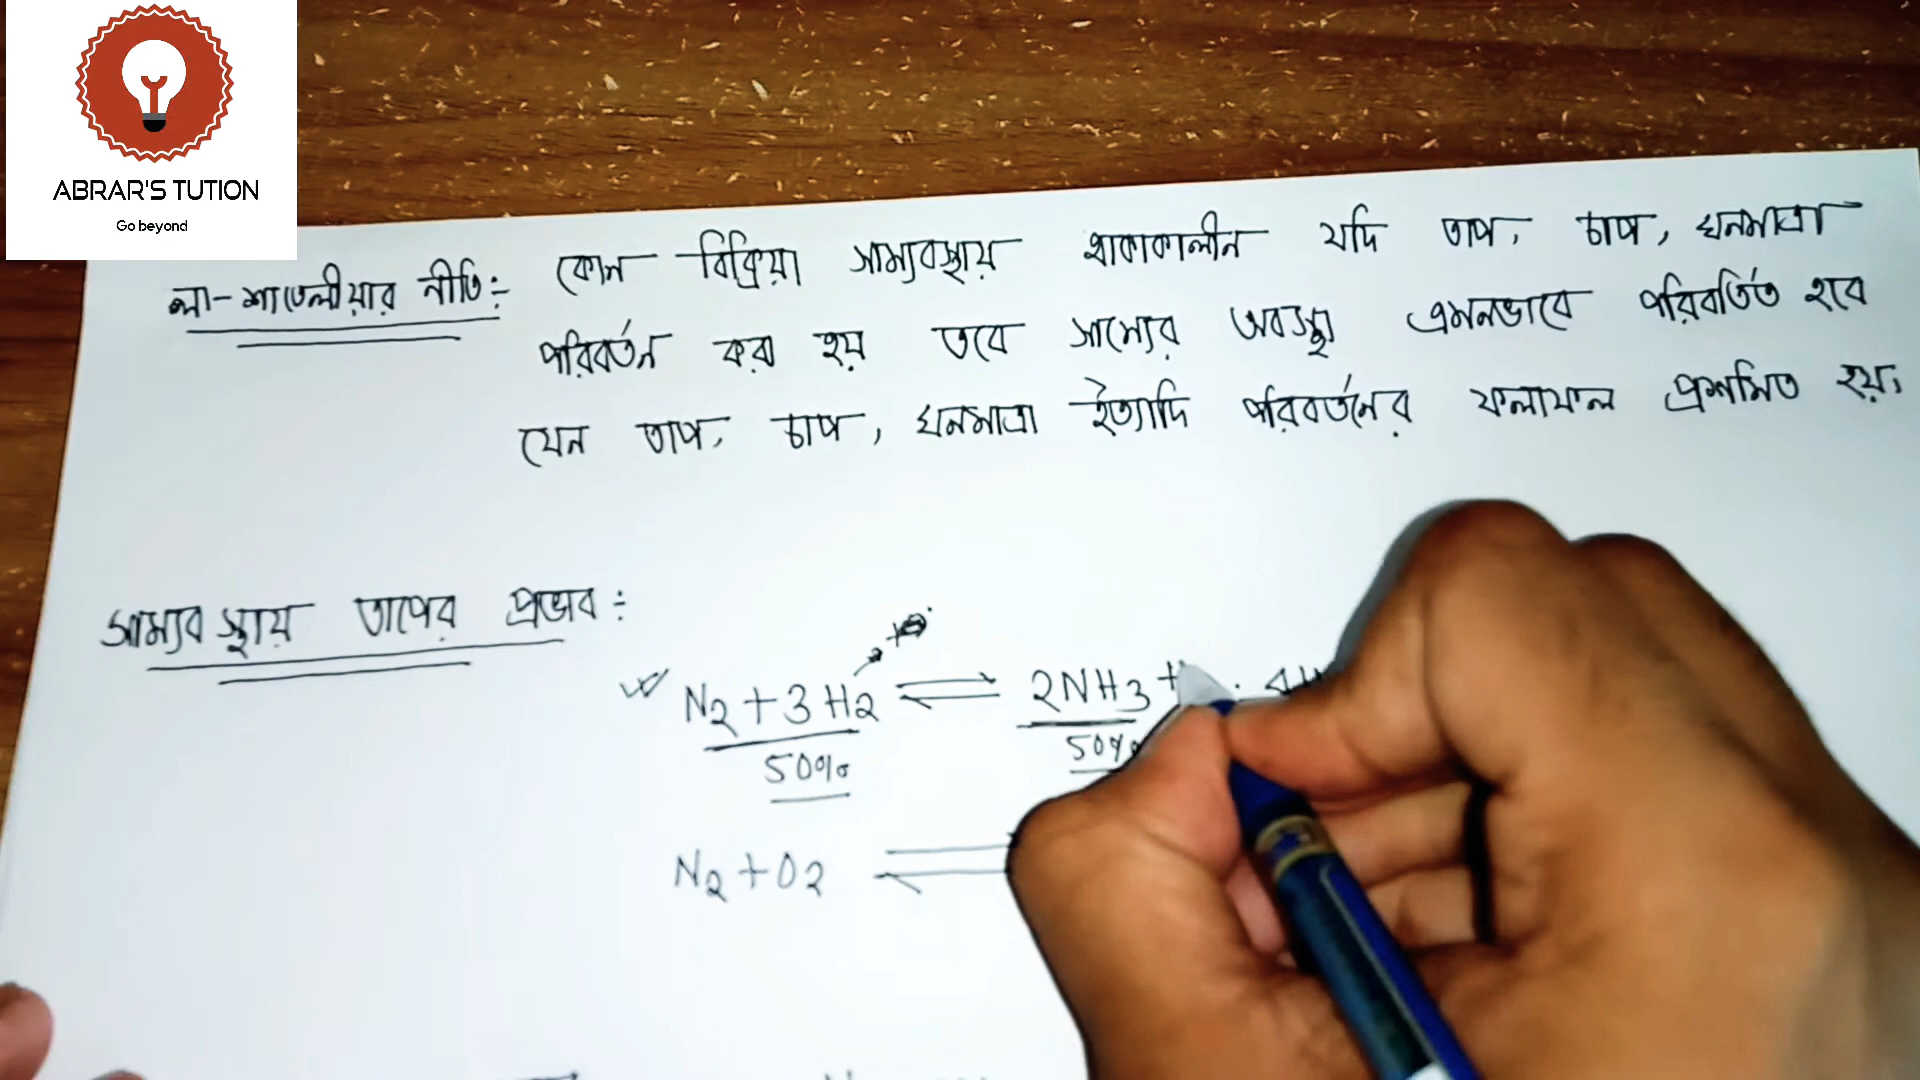 ABRAR'S TUTION
Go beyond
লা-শাতেলীয়ার নীতি:- কোন বিক্রিয়া সাম্যবস্থায় থাকাকালীন যদি তাপ, চাপ, ঘনমাত্রা
পরিবর্তন করা হয় তবে সাম্যের অবস্থা এমনভাবে পরিবর্তিত হবে
যেন তাপ, চাপ, ঘনমাত্রা ইত্যাদি পরিবর্তনের ফলাফল প্রশমিত হয়,
সাম্যবস্থায় তাপের প্রভাব ÷
N2 + 3H2 ⇌ 2NH3 +
50% 50%
N2 + O2 ⇌